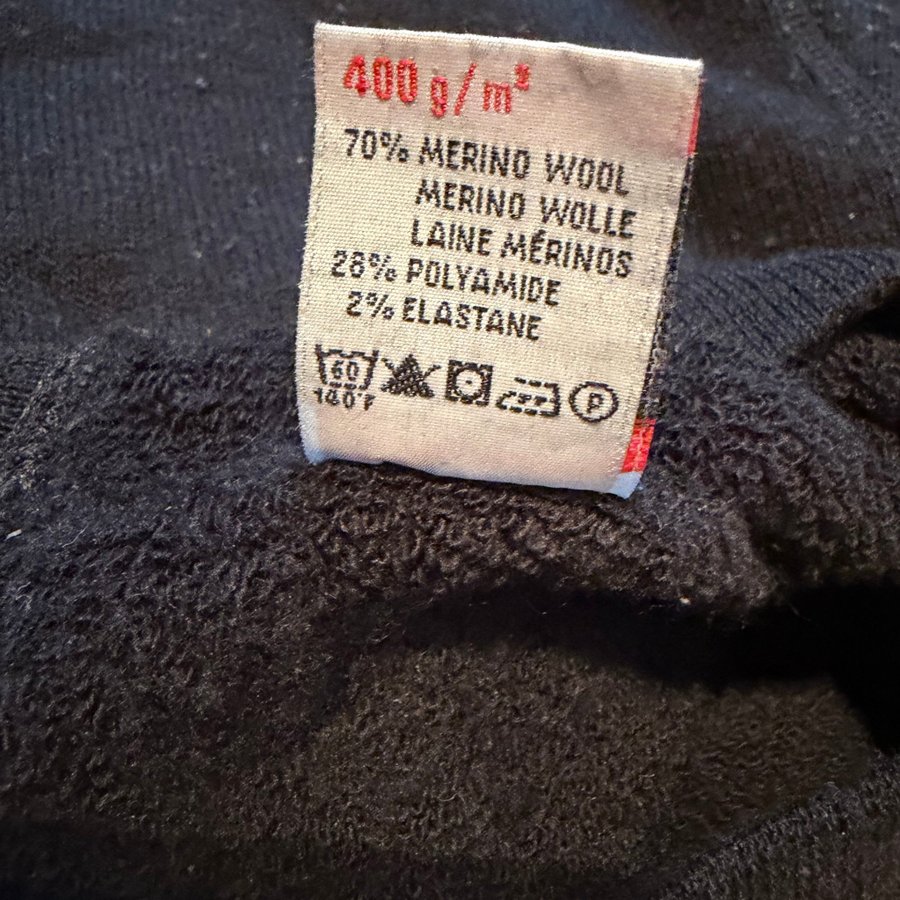 400 g/m²
70% MERINO WOOL
MERINO WOLLE
LAINE MÉRINOS
28% POLYAMIDE
2% ELASTANE
60 P
140°F